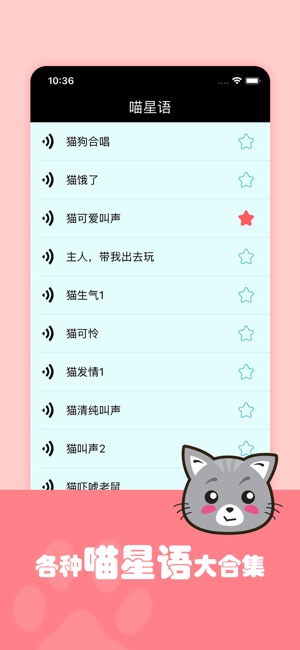 10:36
喵星语
猫狗合唱
猫饿了
猫可爱叫声
主人，带我出去玩
猫生气1
猫可怜
猫发情1
猫清纯叫声
猫叫声2
猫吓唬老鼠
各种喵星语大合集